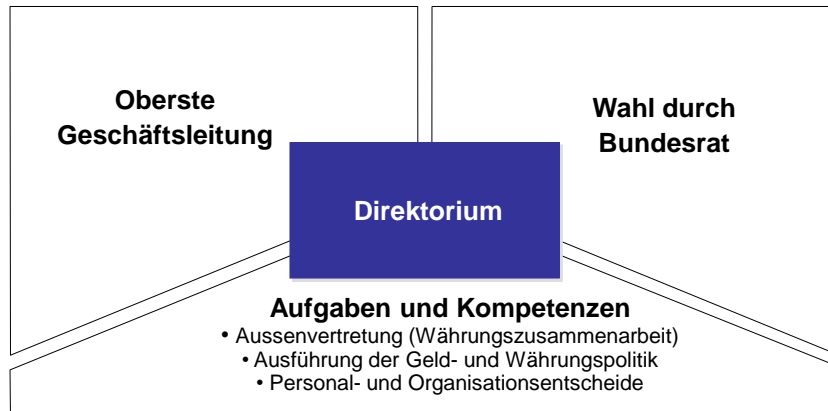 Oberste
Geschäftsleitung
Wahl durch
Bundesrat
Direktorium
Aufgaben und Kompetenzen
• Aussenvertretung (Währungszusammenarbeit)
• Ausführung der Geld- und Währungspolitik
• Personal- und Organisationsentscheide